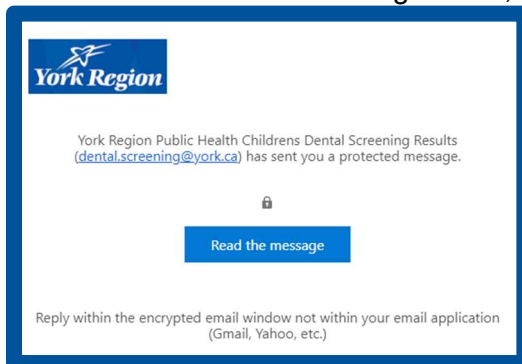 York Region
York Region Public Health Childrens Dental Screening Results
(dental.screening@york.ca) has sent you a protected message.
Read the message
Reply within the encrypted email window not within your email application
(Gmail, Yahoo, etc.)